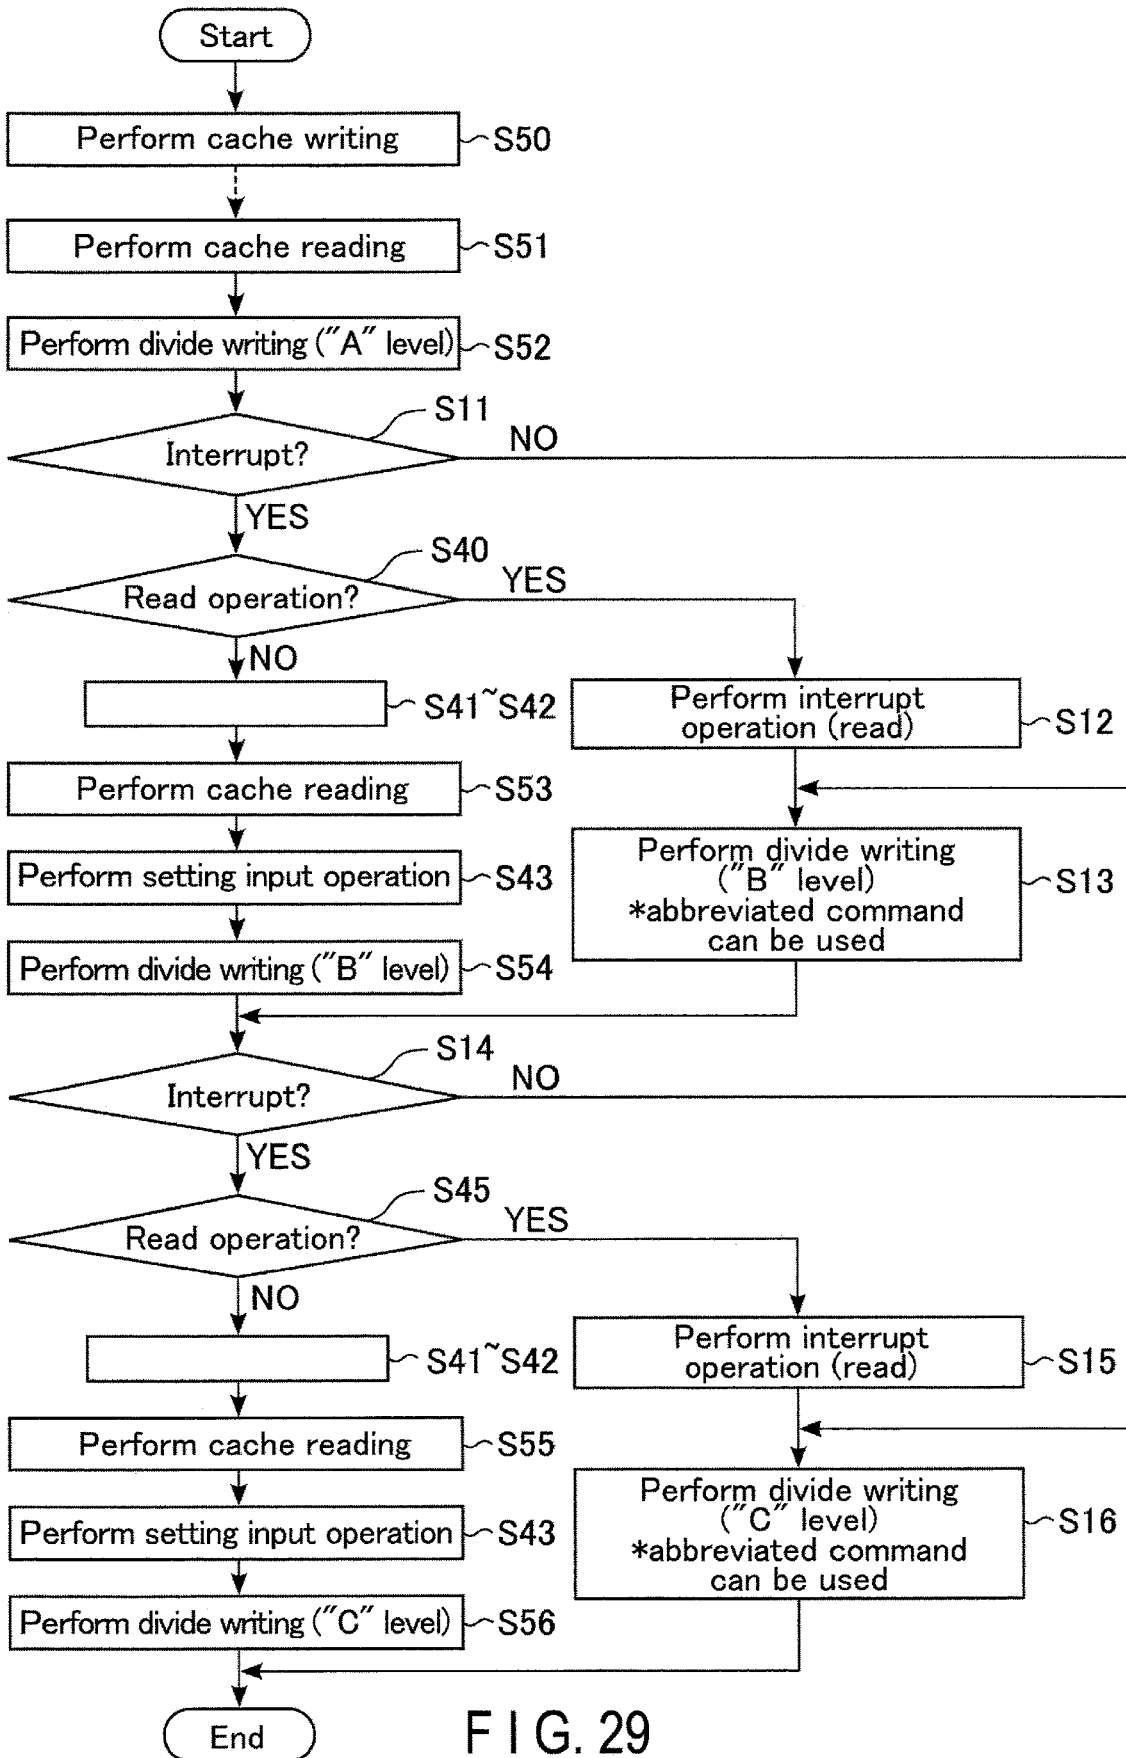 Start
Perform cache writing
S50
Perform cache reading
S51
Perform divide writing ("A" level)
S52
S11
Interrupt?
NO
YES
S40
Read operation?
YES
NO
S41~S42
Perform interrupt
operation (read)
S12
Perform cache reading
S53
Perform setting input operation
S43
Perform divide writing
("B" level)
*abbreviated command
can be used
S13
Perform divide writing ("B" level)
S54
S14
Interrupt?
NO
YES
S45
Read operation?
YES
NO
S41~S42
Perform interrupt
operation (read)
S15
Perform cache reading
S55
Perform setting input operation
S43
Perform divide writing
("C" level)
*abbreviated command
can be used
S16
Perform divide writing ("C" level)
S56
End
FIG. 29